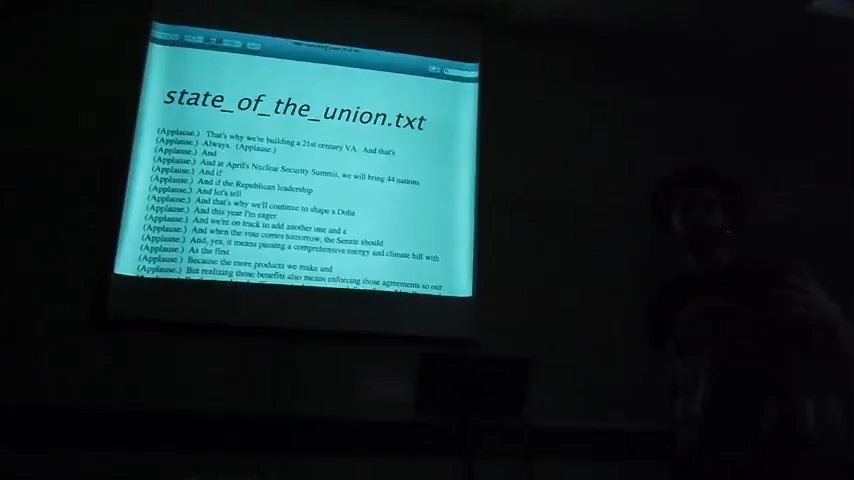 state_of_the_union.txt
(Applause.) That's why we're building a 21st century VA. And that's
(Applause.) Always. (Applause.)
(Applause.) And
(Applause.) And at April's Nuclear Security Summit, we will bring 44 nations
(Applause.) And if
(Applause.) And if the Republican leadership
(Applause.) And let's tell
(Applause.) And that's why we'll continue to shape a Doha
(Applause.) And this year I'm eager
(Applause.) And we're on track to add another one and a
(Applause.) And when the vote comes tomorrow, the Senate should
(Applause.) And, yes, it means passing a comprehensive energy and climate bill with
(Applause.) As the first
(Applause.) Because the more products we make and
(Applause.) But realizing those benefits also means enforcing those agreements so our